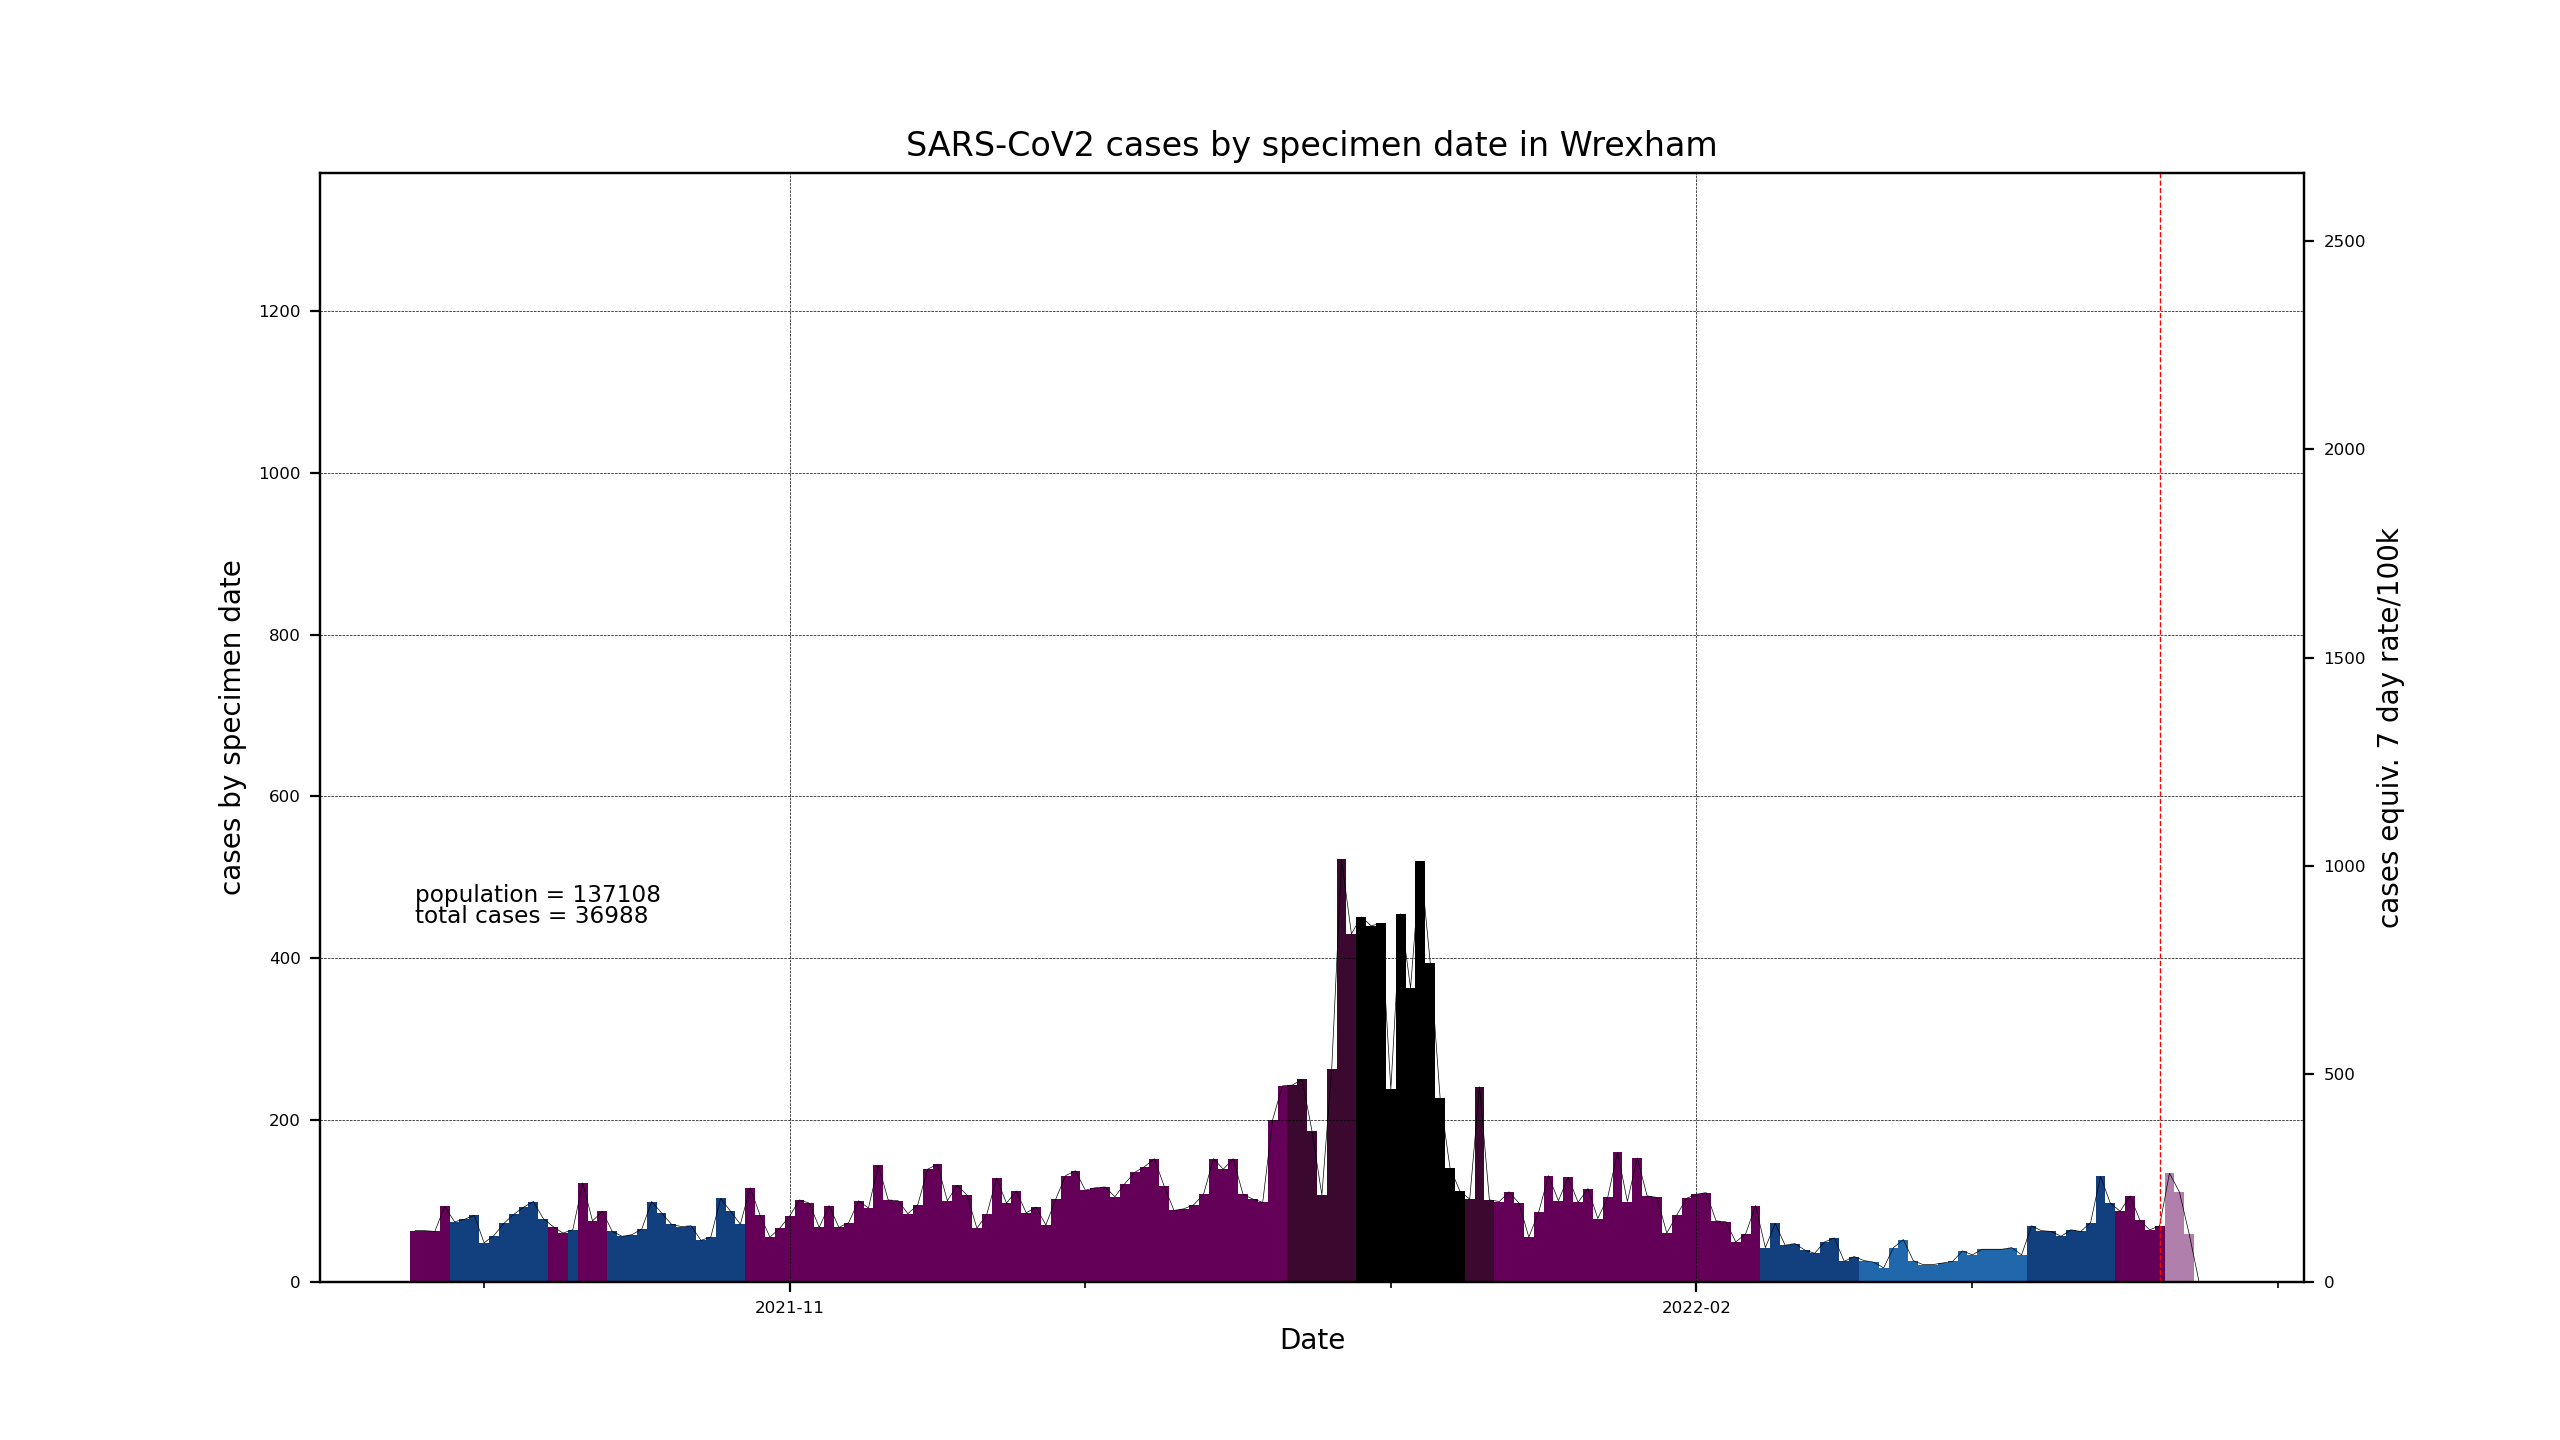 SARS-CoV2 cases by specimen date in Wrexham
cases by specimen date
1200
1000
800
600
400
200
0
population = 137108
total cases = 36988
2500
2000
1500
1000
500
0
cases equiv. 7 day rate/100k
2021-11
2022-02
Date